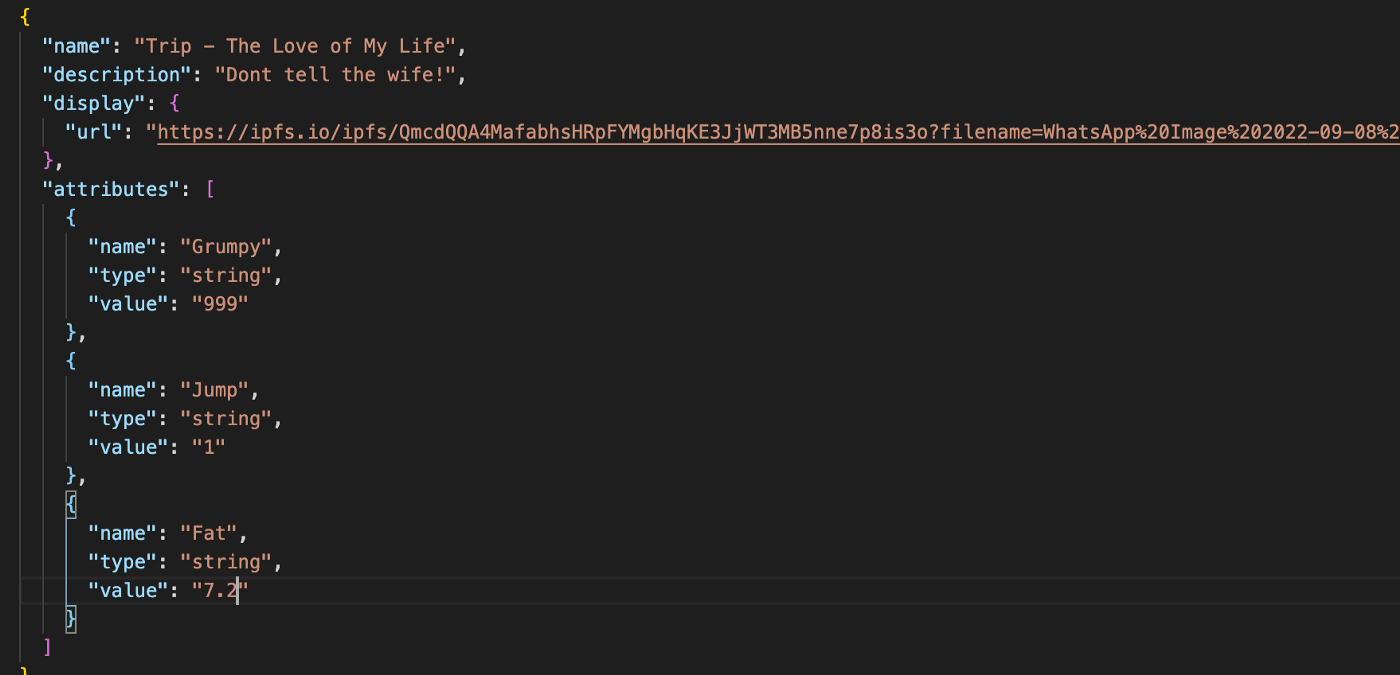 {
"name": "Trip – The Love of My Life",
"description": "Dont tell the wife!",
"display": {
"url": "https://ipfs.io/ipfs/QmcdQQA4MafabhsHRpFYMgbHqKE3JjWT3MB5nne7p8is3o?filename=WhatsApp%20Image%202022-09-08%2
},
"attributes": [
{
"name": "Grumpy",
"type": "string",
"value": "999"
},
{
"name": "Jump",
"type": "string",
"value": "1"
},
{
"name": "Fat",
"type": "string",
"value": "7.2"
}
]
}